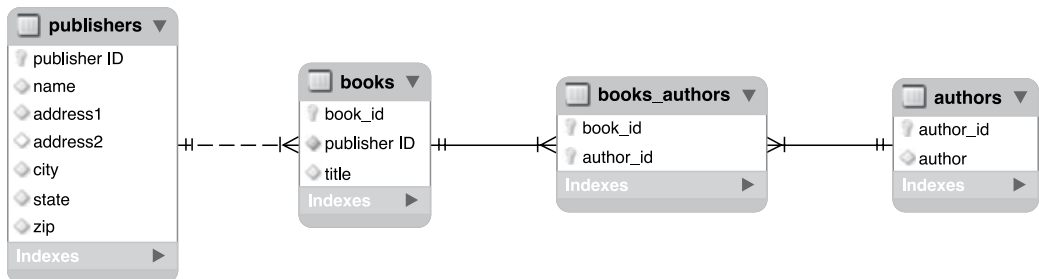 publishers
publisher ID
name
address1
address2
city
state
zip
Indexes
books
book_id
publisher ID
title
Indexes
books_authors
book_id
author_id
Indexes
authors
author_id
author
Indexes